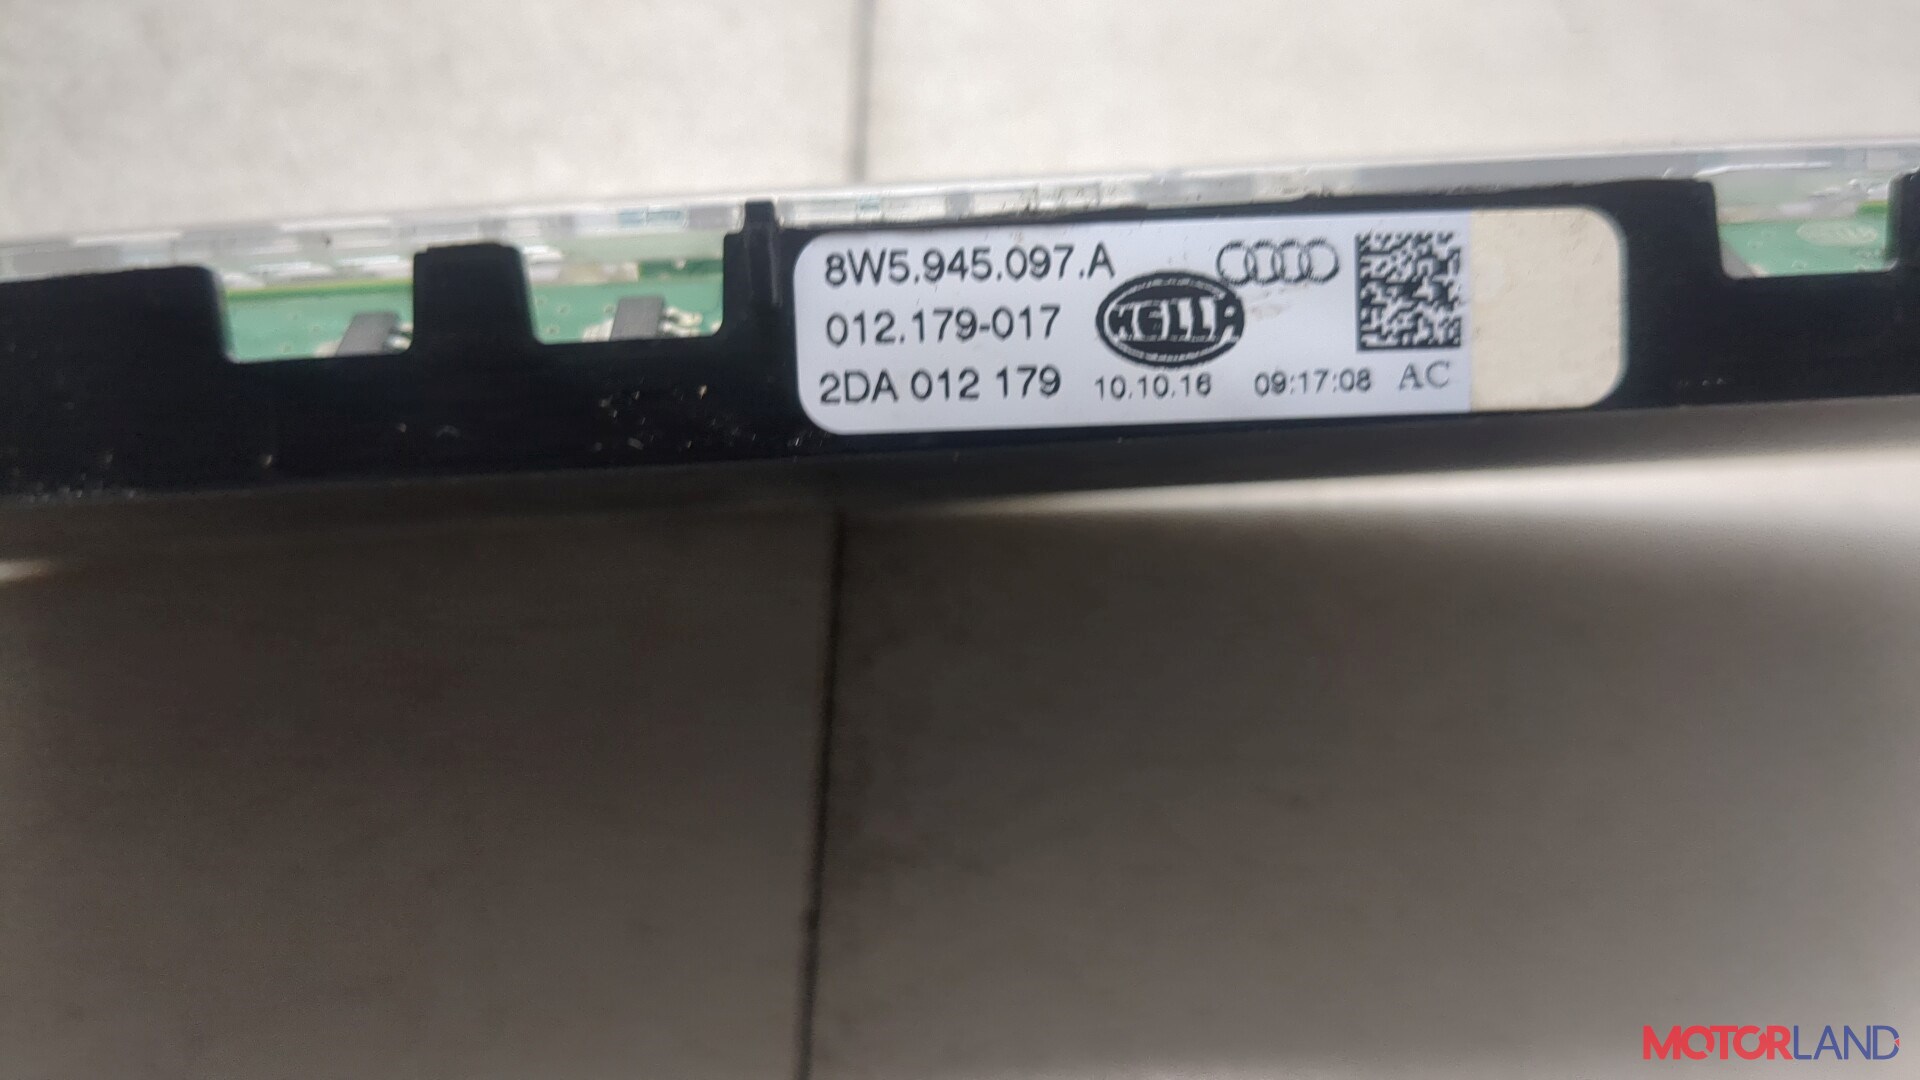 8W5.945.097.A
012.179-017 HELLA
2DA 012 179 10.10.16 09:17:08 AC
MOTORLAND